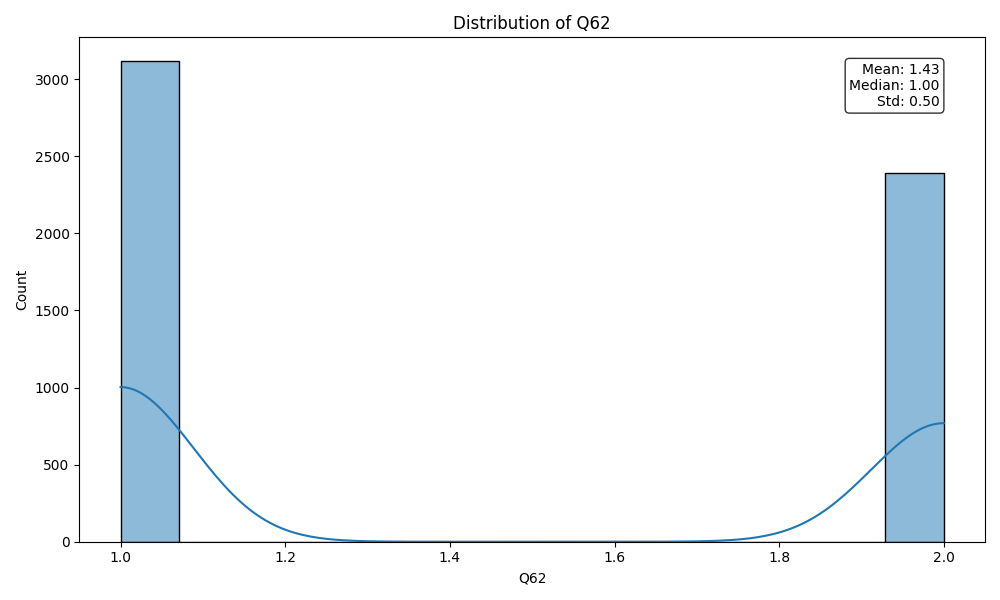 Distribution of Q62
Mean: 1.43
Median: 1.00
Std: 0.50
Count
3000
2500
2000
1500
1000
500
0
1.0 1.2 1.4 1.6 1.8 2.0
Q62